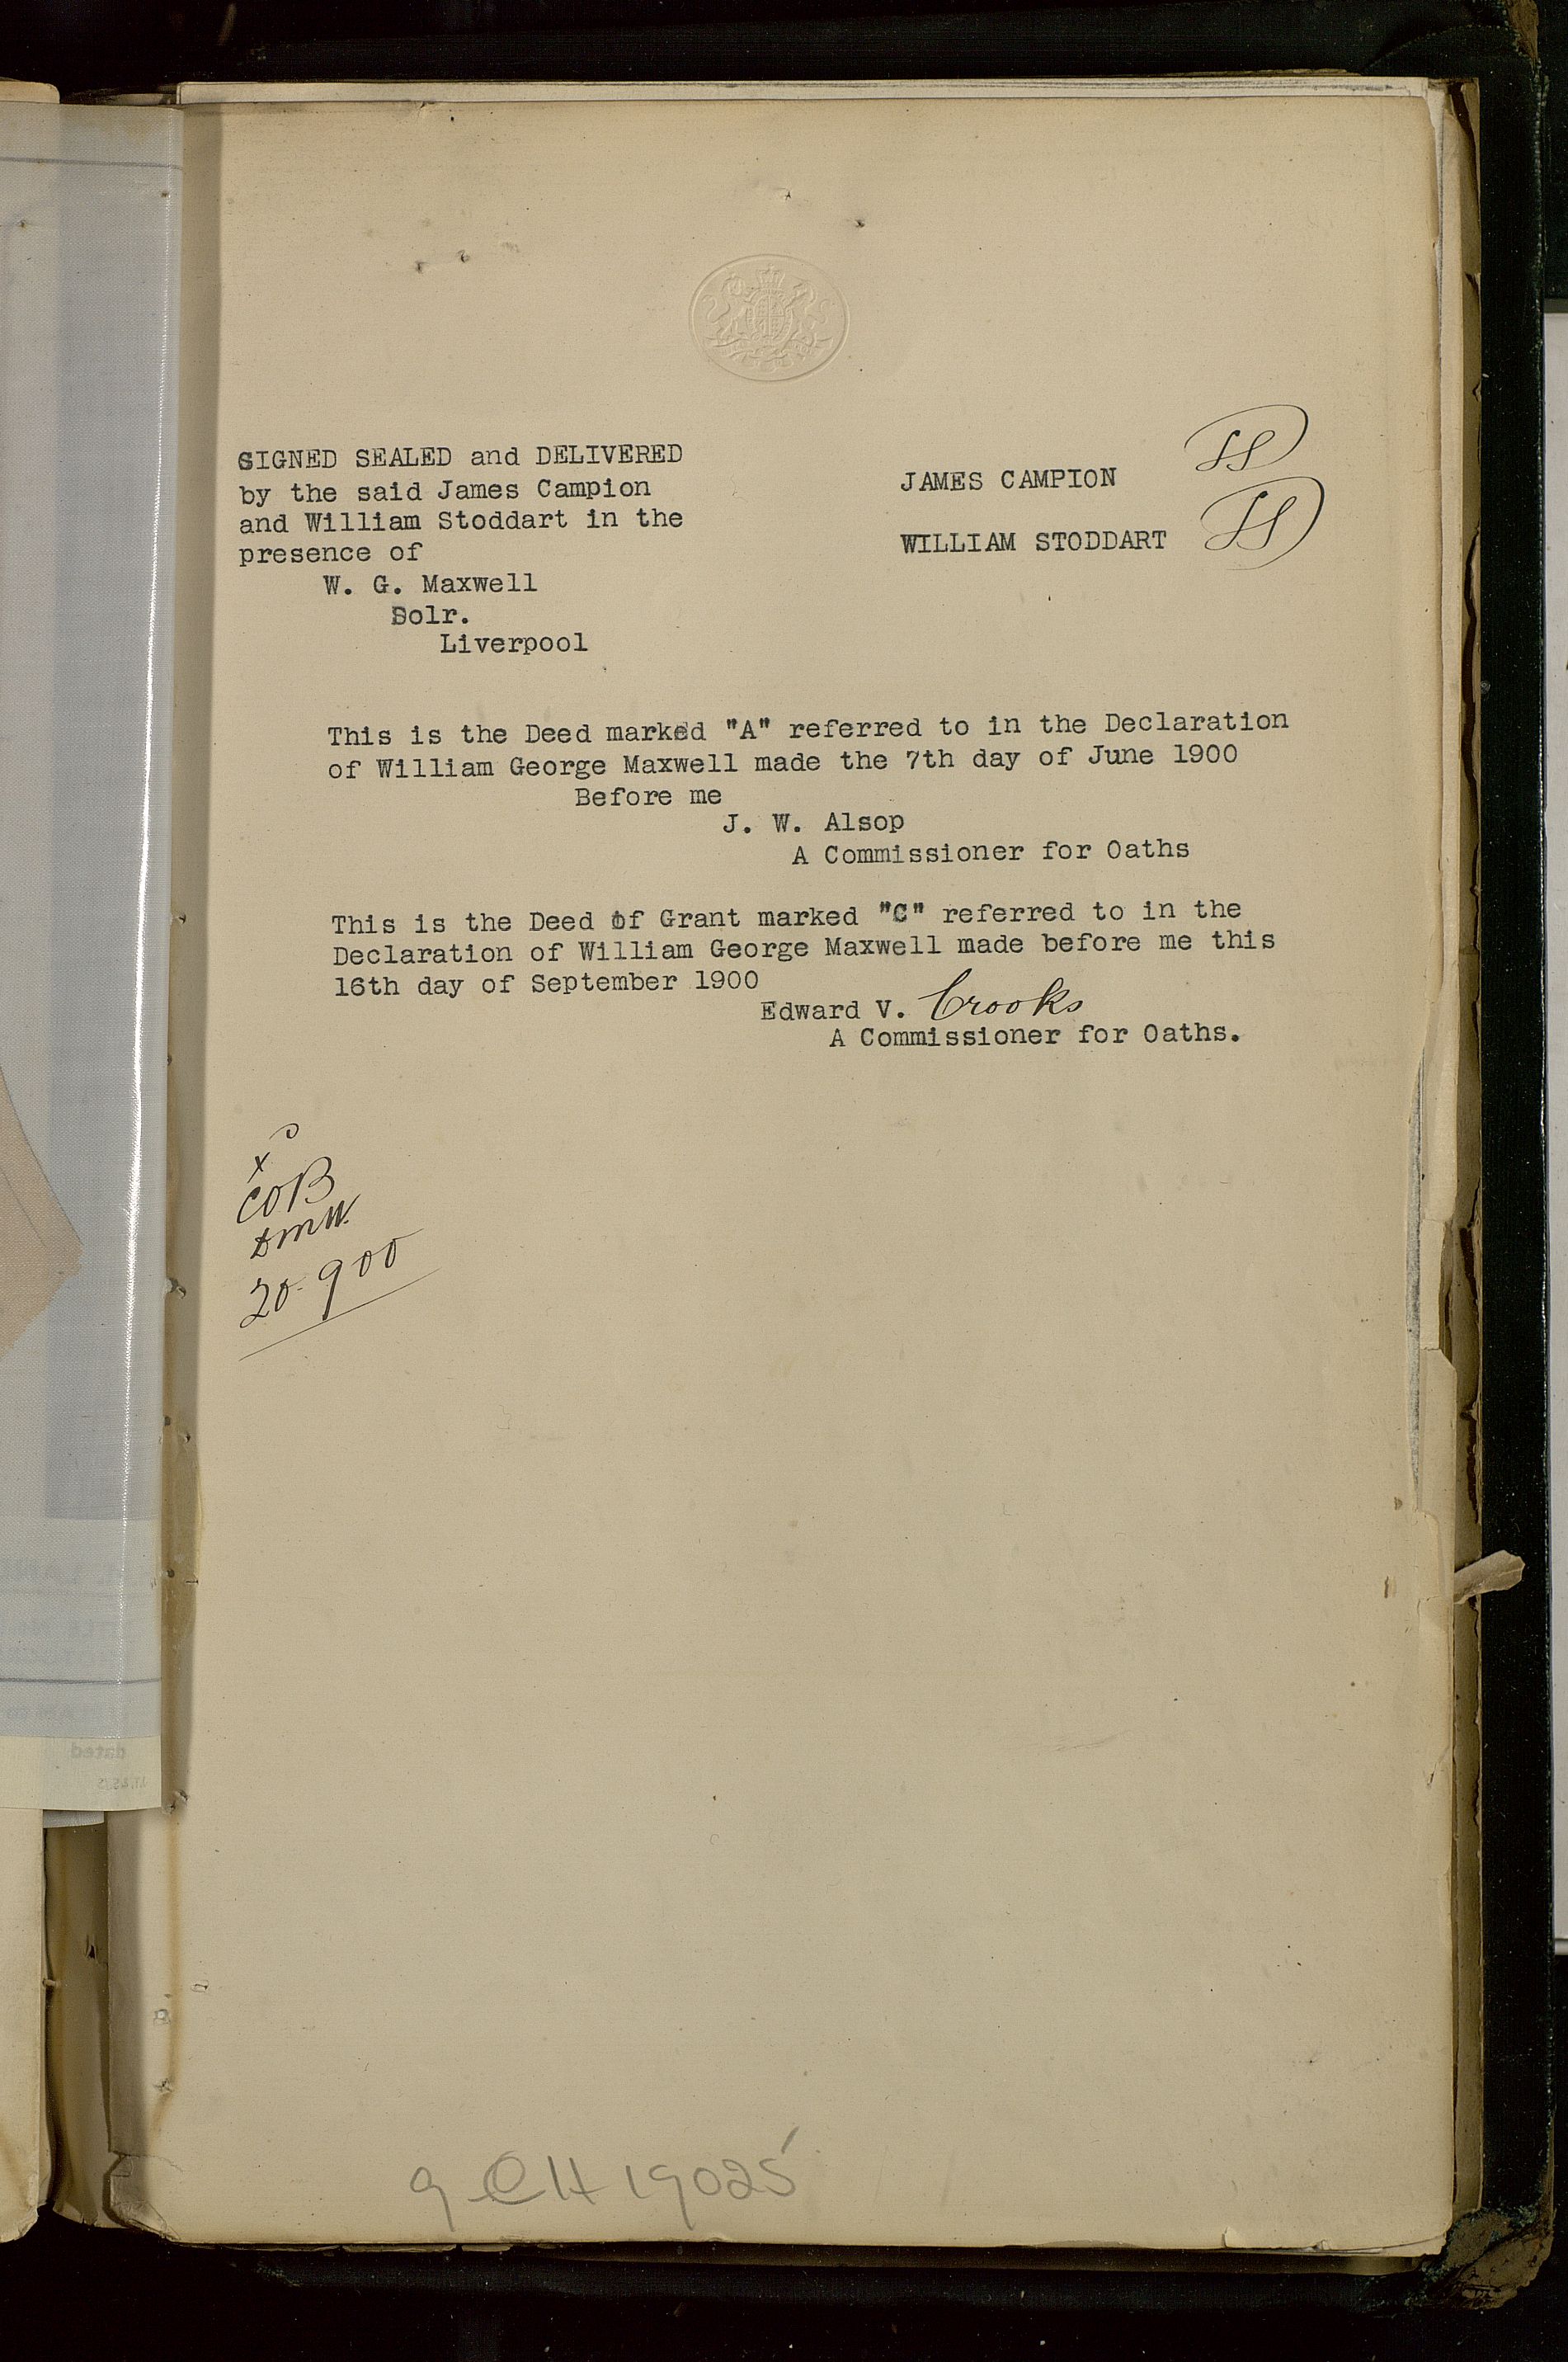 SIGNED SEALED and DELIVERED
by the said James Campion
and William Stoddart in the
presence of
W. G. Maxwell
Solr.
Liverpool
JAMES CAMPION
WILLIAM STODDART
This is the Deed marked "A" referred to in the Declaration
of William George Maxwell made the 7th day of June 1900
Before me
J. W. Alsop
A Commissioner for Oaths
This is the Deed of Grant marked "C" referred to in the
Declaration of William George Maxwell made before me this
16th day of September 1900
Edward V. Crooks
A Commissioner for Oaths.
x
COB
20-900
dated